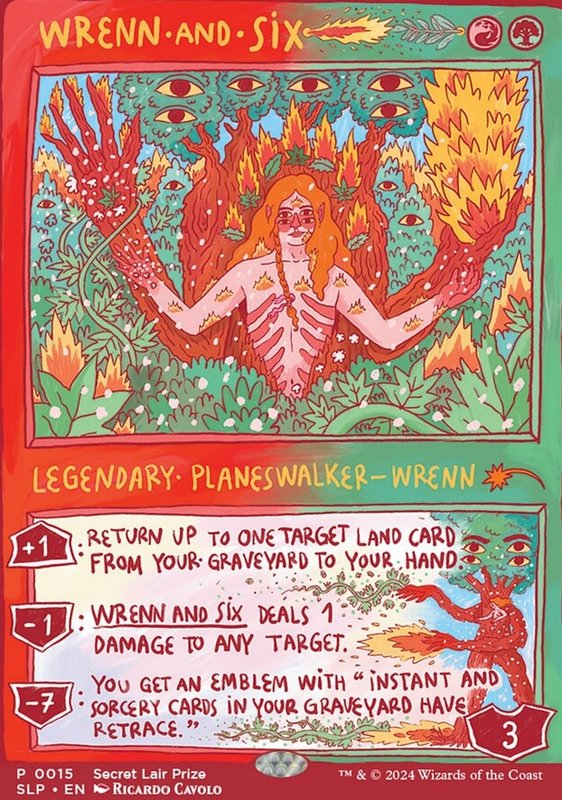 WRENN·AND·SIX
LEGENDARY· PLANESWALKER–WRENN
+1 : RETURN UP TO ONE TARGET LAND CARD
FROM YOUR GRAVEYARD TO YOUR HAND.
-1 : WRENN AND SIX DEALS 1
DAMAGE TO ANY TARGET.
-7 : YOU GET AN EMBLEM WITH “INSTANT AND
SORCERY CARDS IN YOUR GRAVEYARD HAVE
RETRACE.”
3
P 0015 Secret Lair Prize
SLP • EN RICARDO CAVOLO
™ & © 2024 Wizards of the Coast